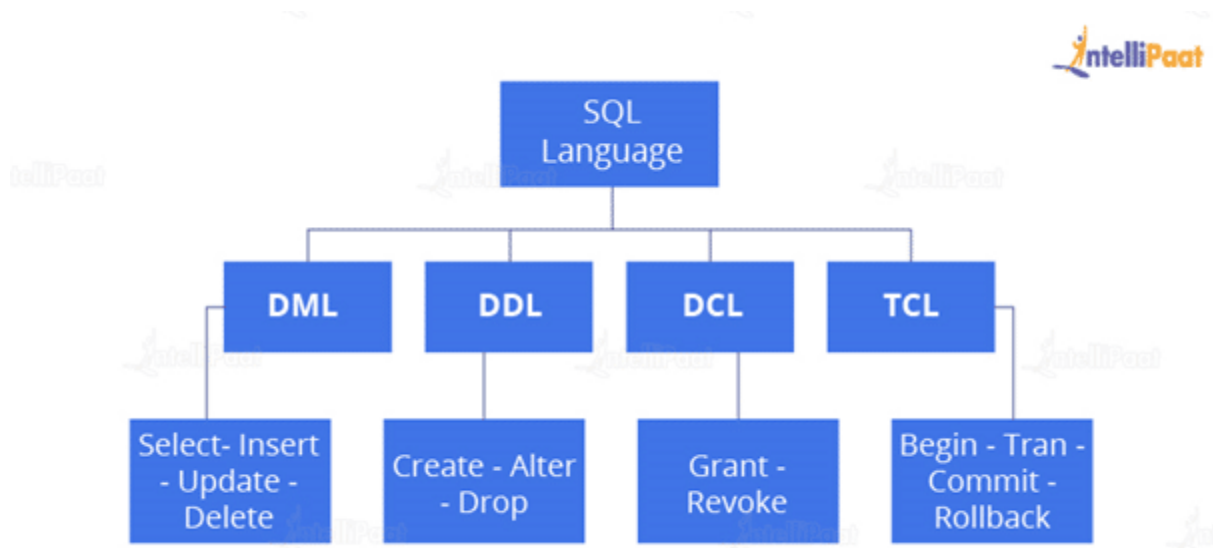 IntelliPaat
SQL
Language
DML
DDL
DCL
TCL
Select- Insert
- Update -
Delete
Create - Alter
- Drop
Grant -
Revoke
Begin - Tran -
Commit -
Rollback